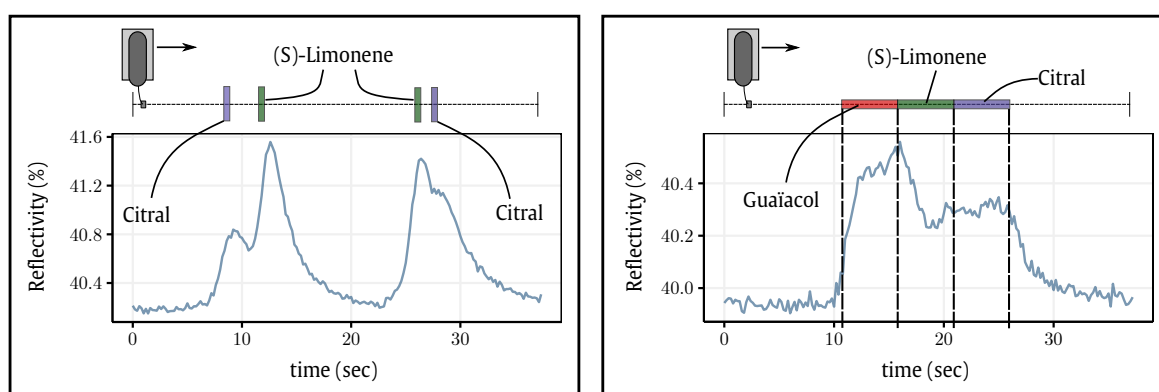 (S)-Limonene
Citral
Citral
41.6
41.2
40.8
40.4
Reflectivity (%)
0 10 20 30
time (sec)
(S)-Limonene
Citral
Guaïacol
40.4
40.2
40.0
Reflectivity (%)
0 10 20 30
time (sec)